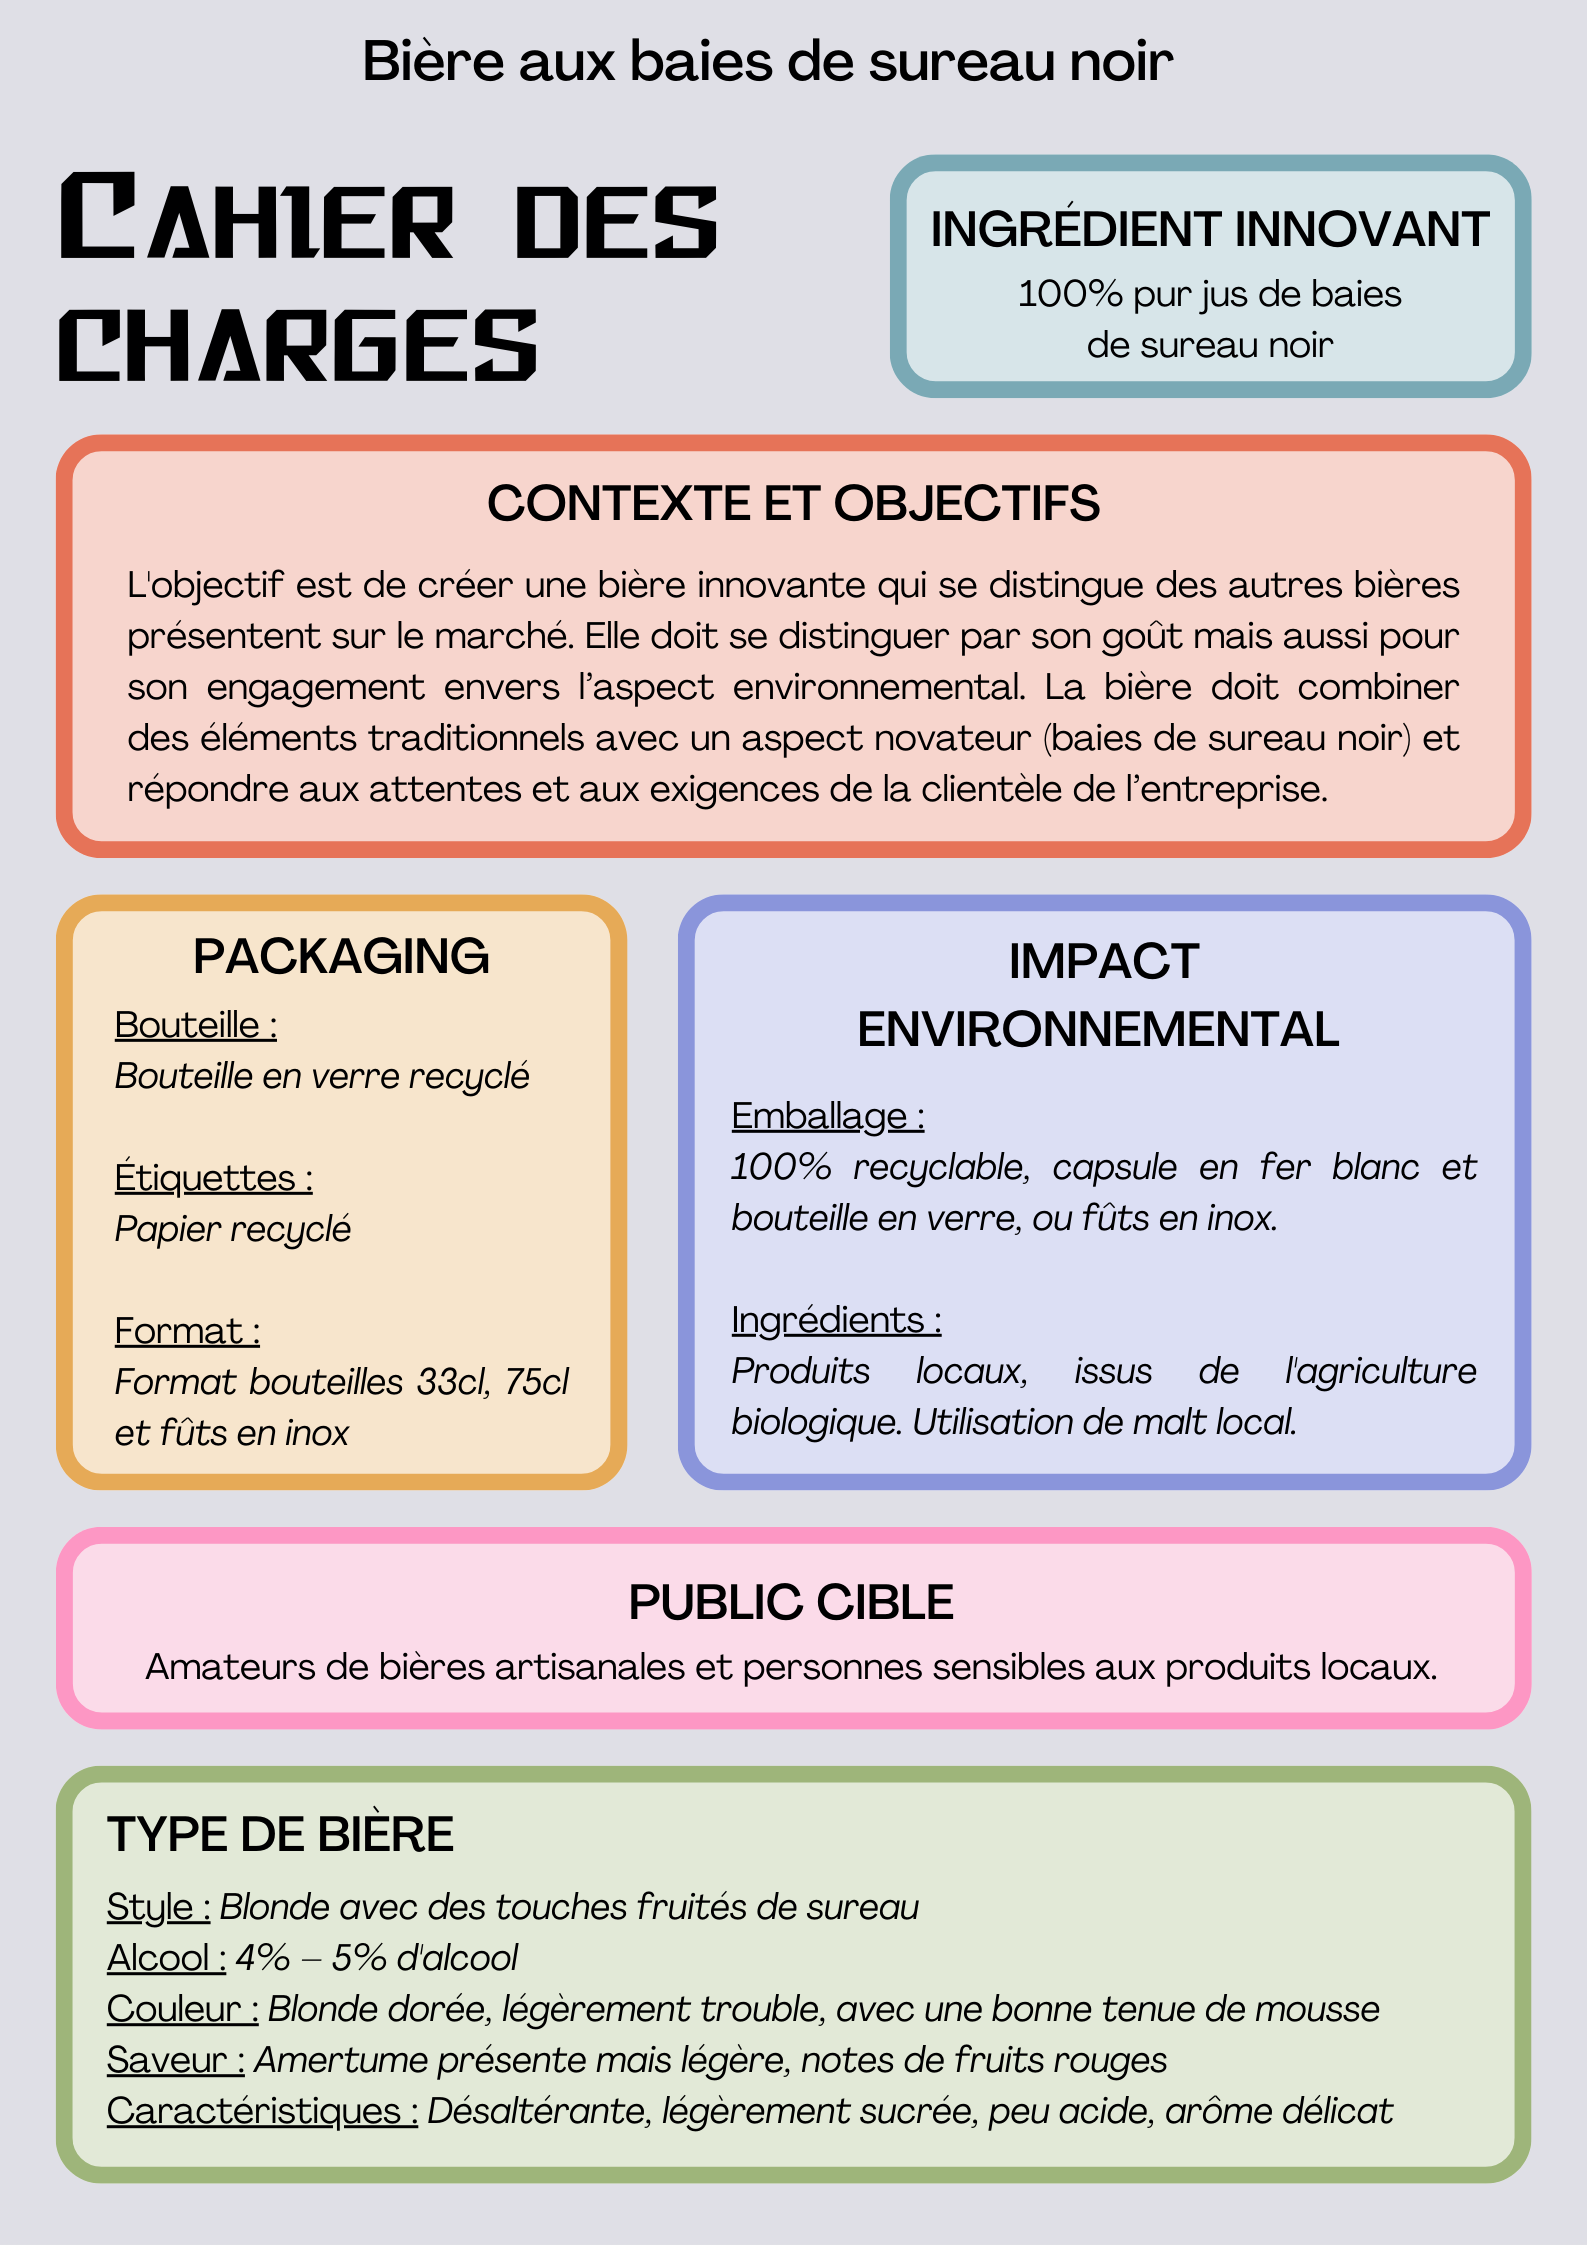 Bière aux baies de sureau noir
Cahier des
charges
INGRÉDIENT INNOVANT
100% pur jus de baies
de sureau noir
CONTEXTE ET OBJECTIFS
L'objectif est de créer une bière innovante qui se distingue des autres bières
présentent sur le marché. Elle doit se distinguer par son goût mais aussi pour
son engagement envers l’aspect environnemental. La bière doit combiner
des éléments traditionnels avec un aspect novateur (baies de sureau noir) et
répondre aux attentes et aux exigences de la clientèle de l’entreprise.
PACKAGING
Bouteille :
Bouteille en verre recyclé
Étiquettes :
Papier recyclé
Format :
Format bouteilles 33cl, 75cl
et fûts en inox
IMPACT
ENVIRONNEMENTAL
Emballage :
100% recyclable, capsule en fer blanc et
bouteille en verre, ou fûts en inox.
Ingrédients :
Produits locaux, issus de l'agriculture
biologique. Utilisation de malt local.
PUBLIC CIBLE
Amateurs de bières artisanales et personnes sensibles aux produits locaux.
TYPE DE BIÈRE
Style : Blonde avec des touches fruités de sureau
Alcool : 4% – 5% d'alcool
Couleur : Blonde dorée, légèrement trouble, avec une bonne tenue de mousse
Saveur : Amertume présente mais légère, notes de fruits rouges
Caractéristiques : Désaltérante, légèrement sucrée, peu acide, arôme délicat